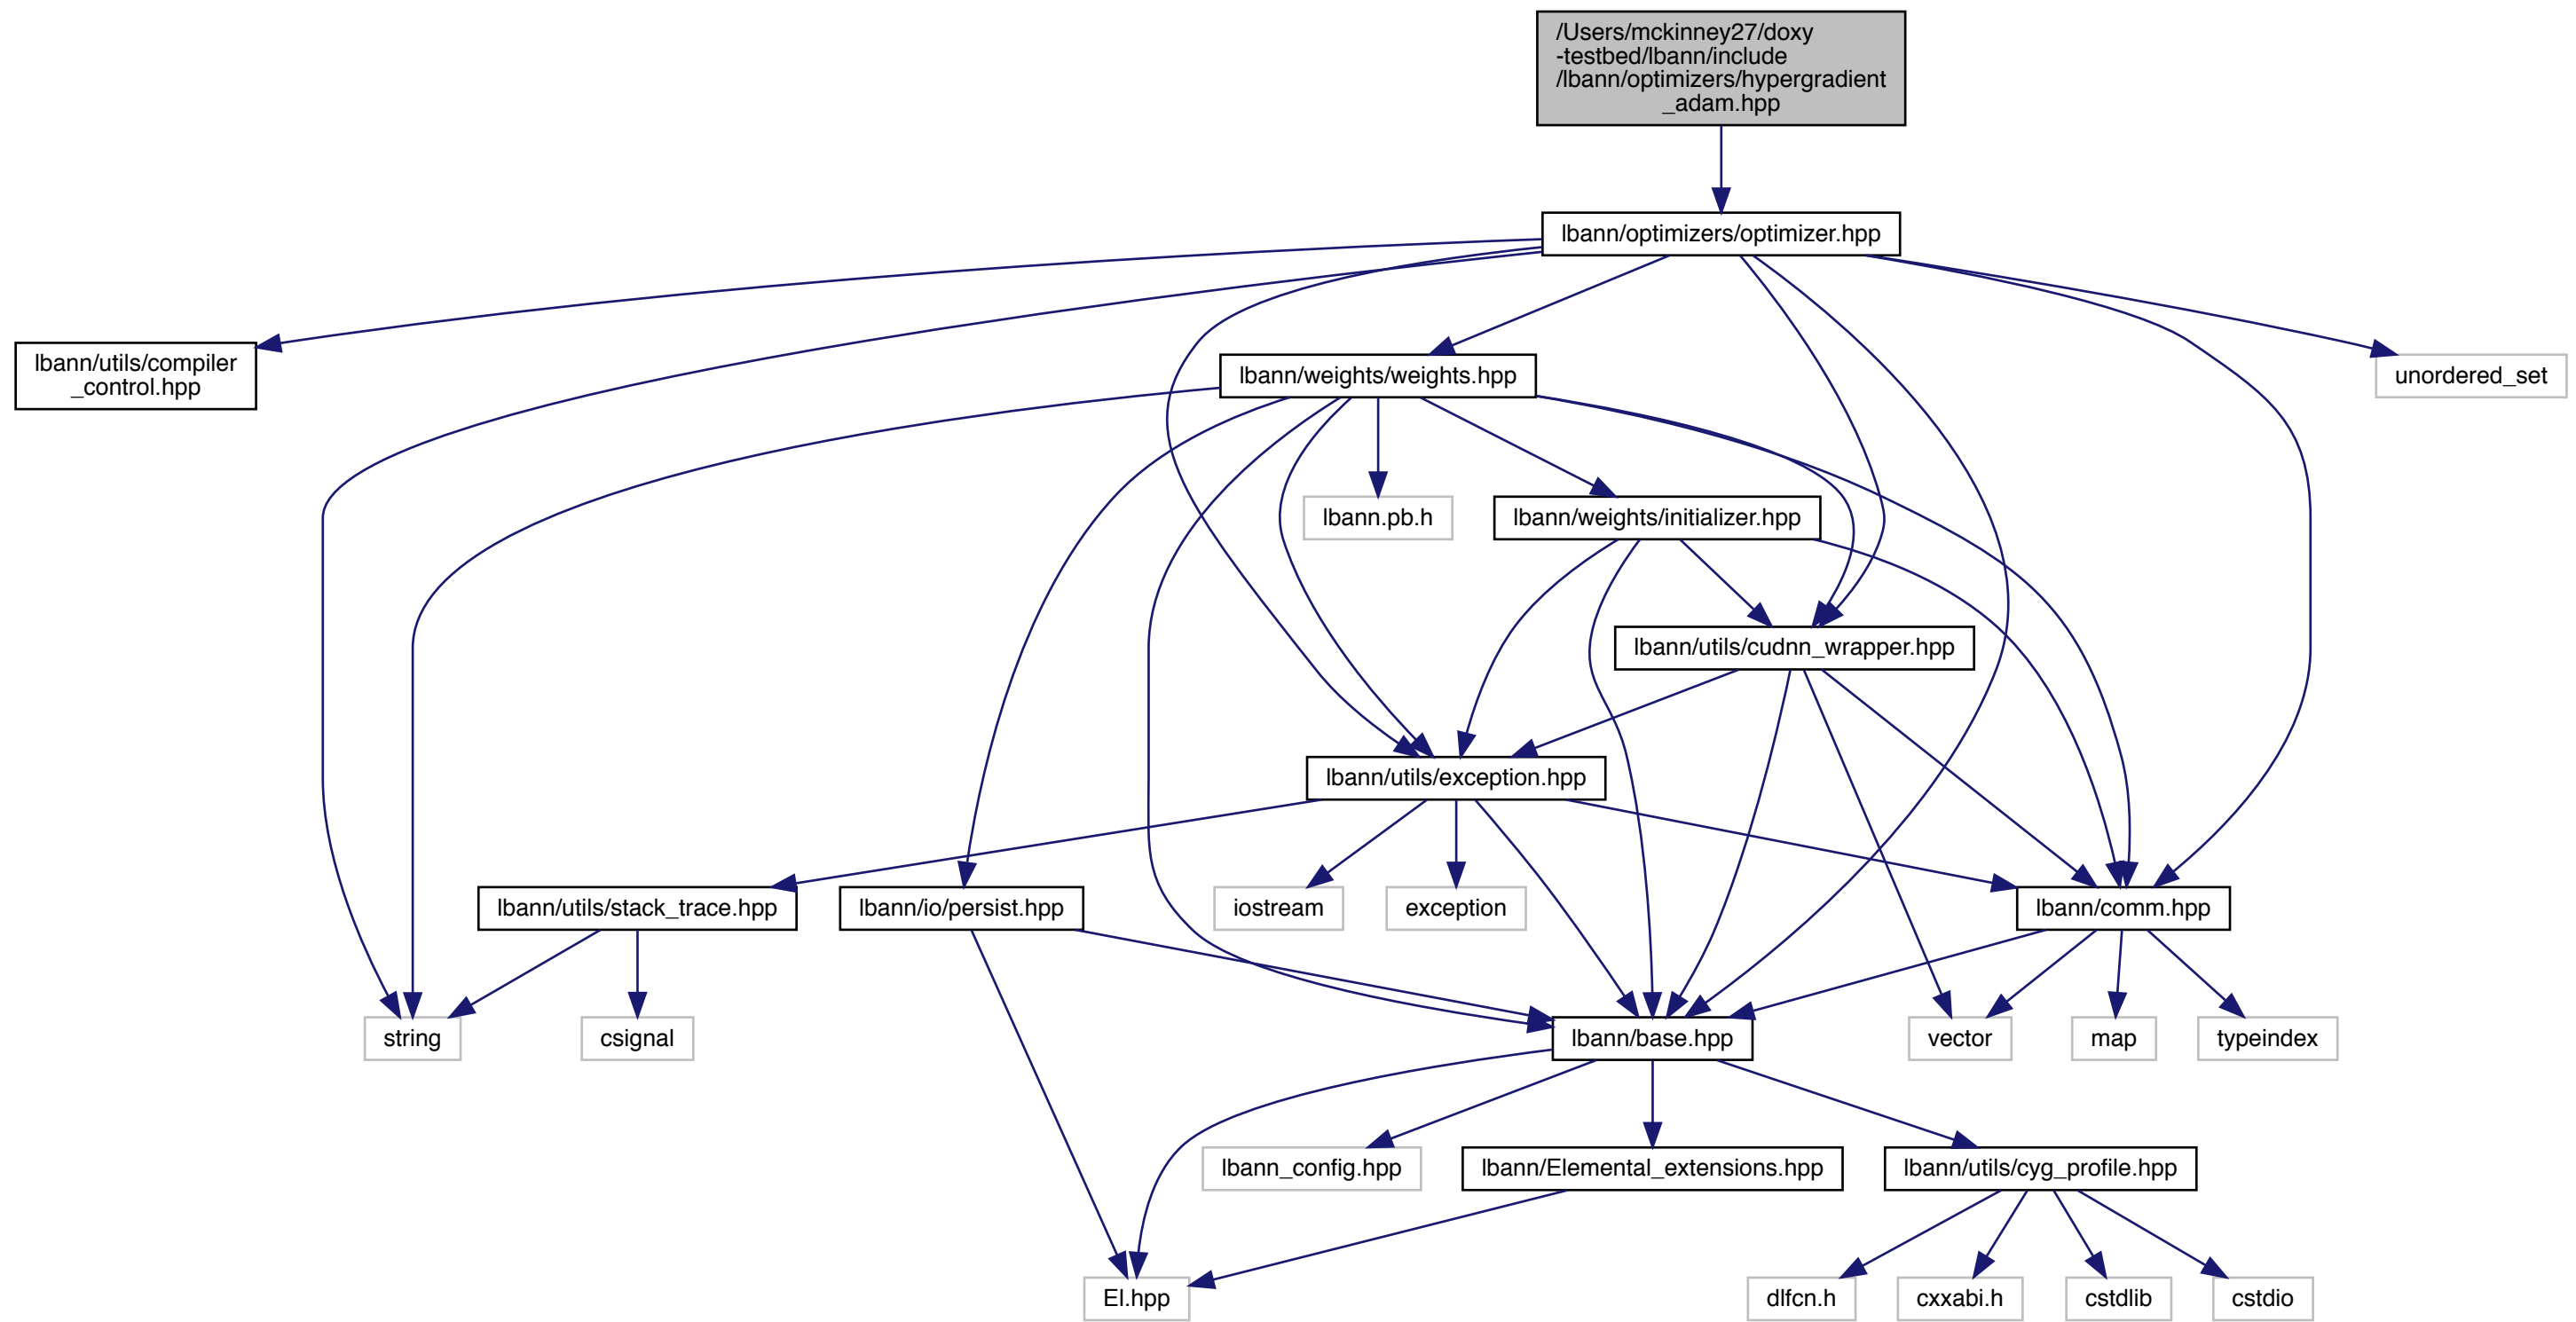 /Users/mckinney27/doxy
-testbed/lbann/include
/lbann/optimizers/hypergradient
_adam.hpp
lbann/optimizers/optimizer.hpp
lbann/utils/compiler
_control.hpp
lbann/weights/weights.hpp
unordered_set
lbann.pb.h
lbann/weights/initializer.hpp
lbann/utils/cudnn_wrapper.hpp
lbann/utils/exception.hpp
lbann/utils/stack_trace.hpp
lbann/io/persist.hpp
iostream
exception
lbann/comm.hpp
string
csignal
lbann/base.hpp
vector
map
typeindex
lbann_config.hpp
lbann/Elemental_extensions.hpp
lbann/utils/cyg_profile.hpp
El.hpp
dlfcn.h
cxxabi.h
cstdlib
cstdio